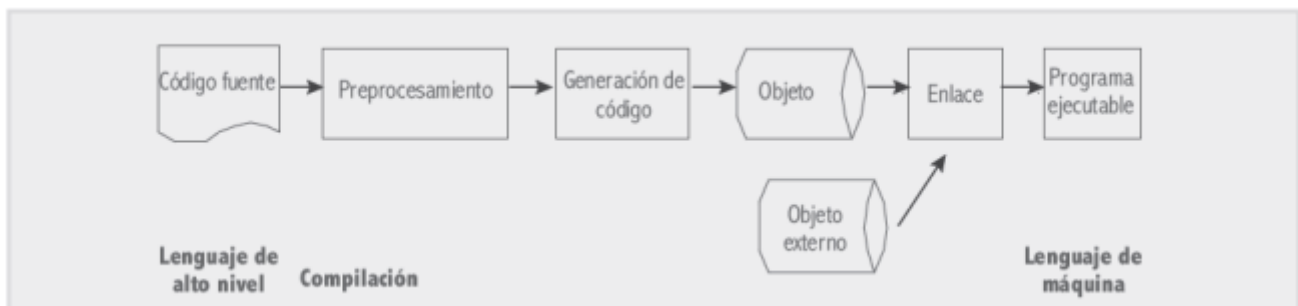 Código fuente
Preprocesamiento
Generación de
código
Objeto
Enlace
Programa
ejecutable
Objeto
externo
Lenguaje de
alto nivel
Compilación
Lenguaje de
máquina